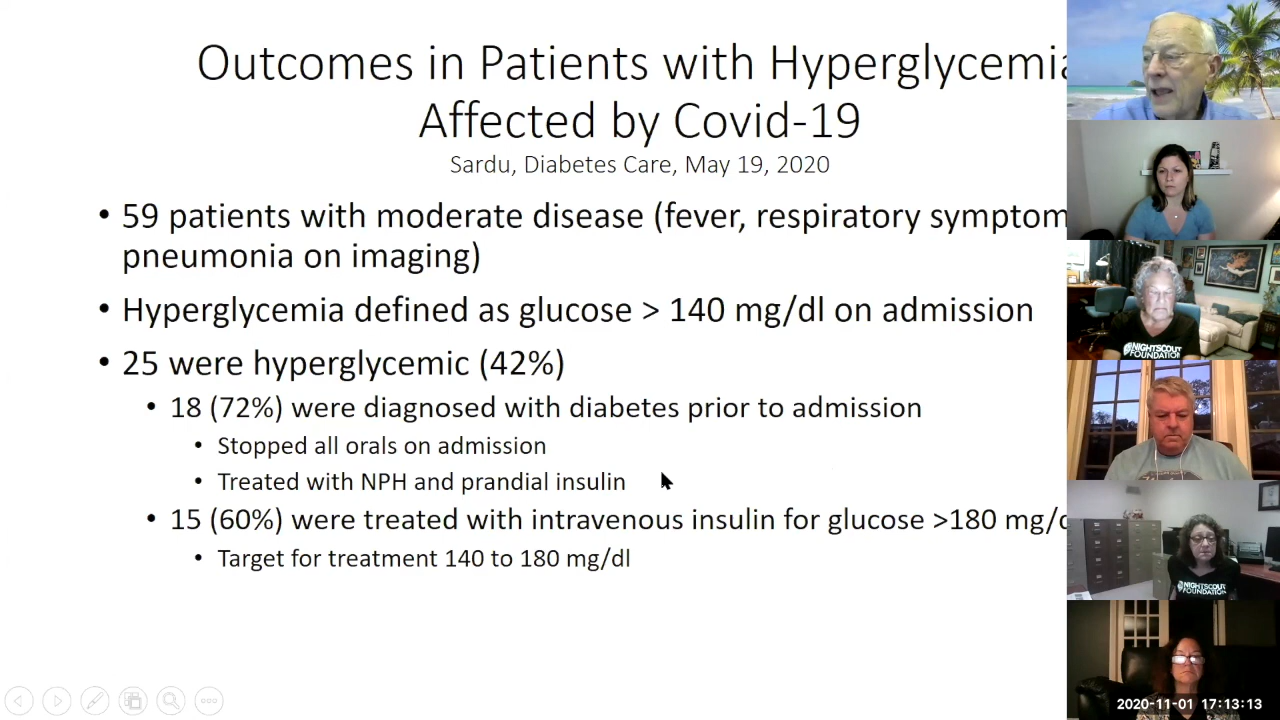 Outcomes in Patients with Hyperglycemia
Affected by Covid-19
Sardu, Diabetes Care, May 19, 2020
• 59 patients with moderate disease (fever, respiratory symptom
pneumonia on imaging)
• Hyperglycemia defined as glucose > 140 mg/dl on admission
• 25 were hyperglycemic (42%)
• 18 (72%) were diagnosed with diabetes prior to admission
• Stopped all orals on admission
• Treated with NPH and prandial insulin
• 15 (60%) were treated with intravenous insulin for glucose >180 mg/d
• Target for treatment 140 to 180 mg/dl
NIGHTSCOUT
FOUNDATION
NIGHTSCOUT
FOUNDATION
2020-11-01 17:13:13